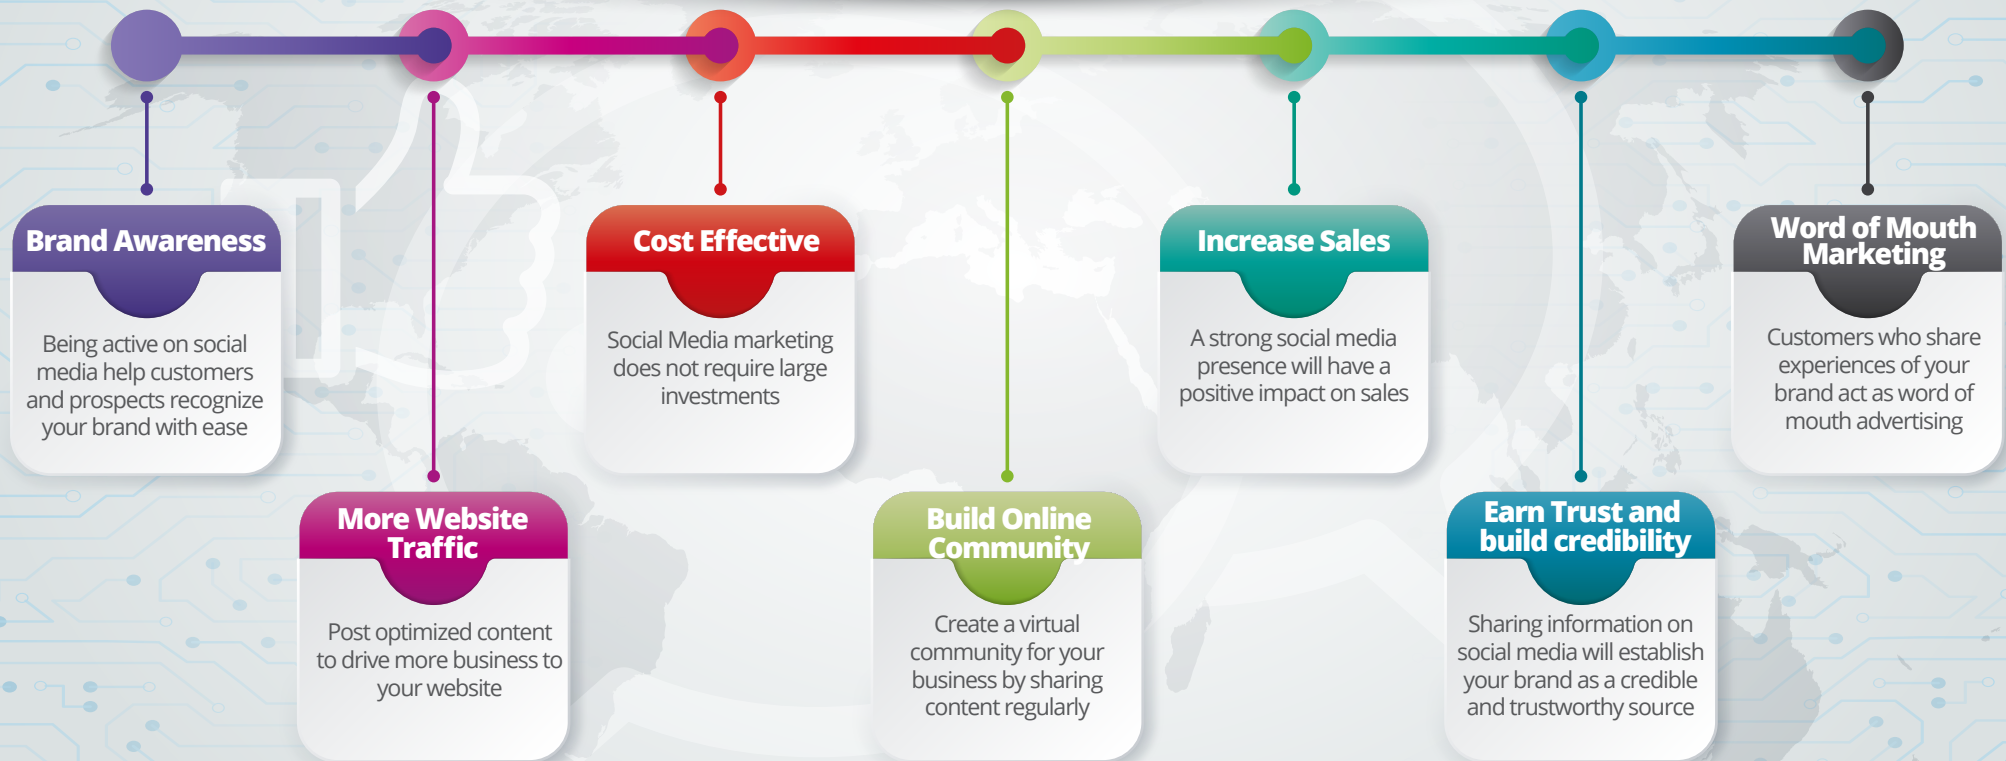 Brand Awareness
Being active on social
media help customers
and prospects recognize
your brand with ease
More Website
Traffic
Post optimized content
to drive more business to
your website
Cost Effective
Social Media marketing
does not require large
investments
Build Online
Community
Create a virtual
community for your
business by sharing
content regularly
Increase Sales
A strong social media
presence will have a
positive impact on sales
Earn Trust and
build credibility
Sharing information on
social media will establish
your brand as a credible
and trustworthy source
Word of Mouth
Marketing
Customers who share
experiences of your
brand act as word of
mouth advertising